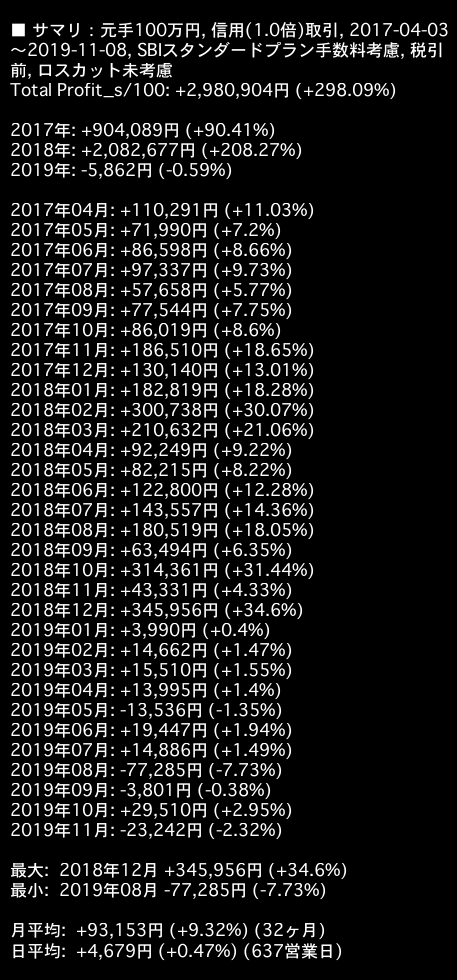 ■ サマリ：元手100万円, 信用(1.0倍)取引, 2017-04-03
～2019-11-08, SBIスタンダードプラン手数料考慮, 税引
前, ロスカット未考慮
Total Profit_s/100: +2,980,904円 (+298.09%)
2017年: +904,089円 (+90.41%)
2018年: +2,082,677円 (+208.27%)
2019年: -5,862円 (-0.59%)
2017年04月: +110,291円 (+11.03%)
2017年05月: +71,990円 (+7.2%)
2017年06月: +86,598円 (+8.66%)
2017年07月: +97,337円 (+9.73%)
2017年08月: +57,658円 (+5.77%)
2017年09月: +77,544円 (+7.75%)
2017年10月: +86,019円 (+8.6%)
2017年11月: +186,510円 (+18.65%)
2017年12月: +130,140円 (+13.01%)
2018年01月: +182,819円 (+18.28%)
2018年02月: +300,738円 (+30.07%)
2018年03月: +210,632円 (+21.06%)
2018年04月: +92,249円 (+9.22%)
2018年05月: +82,215円 (+8.22%)
2018年06月: +122,800円 (+12.28%)
2018年07月: +143,557円 (+14.36%)
2018年08月: +180,519円 (+18.05%)
2018年09月: +63,494円 (+6.35%)
2018年10月: +314,361円 (+31.44%)
2018年11月: +43,331円 (+4.33%)
2018年12月: +345,956円 (+34.6%)
2019年01月: +3,990円 (+0.4%)
2019年02月: +14,662円 (+1.47%)
2019年03月: +15,510円 (+1.55%)
2019年04月: +13,995円 (+1.4%)
2019年05月: -13,536円 (-1.35%)
2019年06月: +19,447円 (+1.94%)
2019年07月: +14,886円 (+1.49%)
2019年08月: -77,285円 (-7.73%)
2019年09月: -3,801円 (-0.38%)
2019年10月: +29,510円 (+2.95%)
2019年11月: -23,242円 (-2.32%)
最大: 2018年12月 +345,956円 (+34.6%)
最小: 2019年08月 -77,285円 (-7.73%)
月平均: +93,153円 (+9.32%) (32ヶ月)
日平均: +4,679円 (+0.47%) (637営業日)